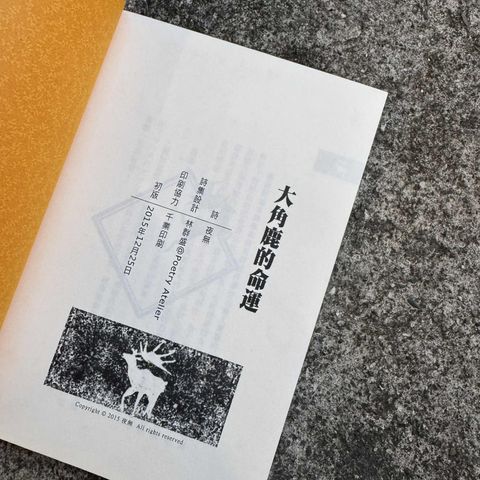 大角鹿的命運
詩 夜無
詩集設計 林群盛@Poetry Atelier
印刷協力 千業印刷
初版 2015年12月25日
Copyright © 2015 夜無 All rights reserved